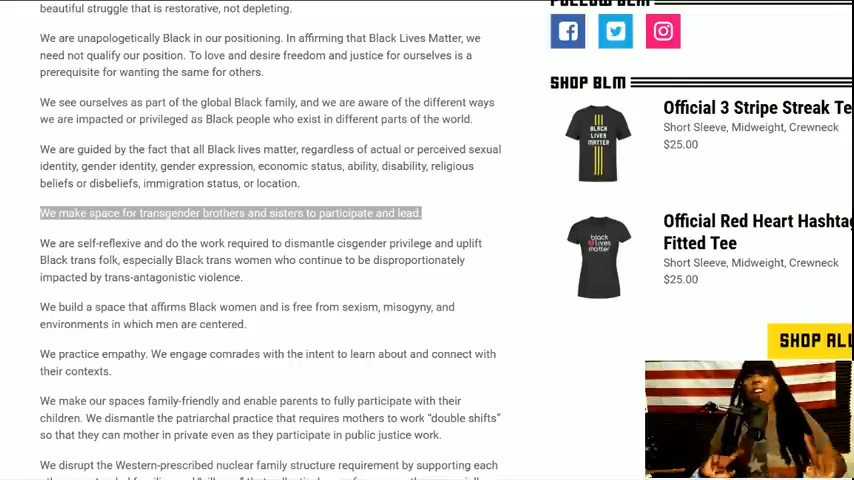 beautiful struggle that is restorative, not depleting.
FOLLOW BLM
We are unapologetically Black in our positioning. In affirming that Black Lives Matter, we
need not qualify our position. To love and desire freedom and justice for ourselves is a
prerequisite for wanting the same for others.
We see ourselves as part of the global Black family, and we are aware of the different ways
we are impacted or privileged as Black people who exist in different parts of the world.
We are guided by the fact that all Black lives matter, regardless of actual or perceived sexual
identity, gender identity, gender expression, economic status, ability, disability, religious
beliefs or disbeliefs, immigration status, or location.
We make space for transgender brothers and sisters to participate and lead.
We are self-reflexive and do the work required to dismantle cisgender privilege and uplift
Black trans folk, especially Black trans women who continue to be disproportionately
impacted by trans-antagonistic violence.
We build a space that affirms Black women and is free from sexism, misogyny, and
environments in which men are centered.
We practice empathy. We engage comrades with the intent to learn about and connect with
their contexts.
We make our spaces family-friendly and enable parents to fully participate with their
children. We dismantle the patriarchal practice that requires mothers to work “double shifts”
so that they can mother in private even as they participate in public justice work.
We disrupt the Western-prescribed nuclear family structure requirement by supporting each
SHOP BLM
BLACK
LIVES
MATTER
Official 3 Stripe Streak Te
Short Sleeve, Midweight, Crewneck
$25.00
black
lives
matter
Official Red Heart Hashtag
Fitted Tee
Short Sleeve, Midweight, Crewneck
$25.00
SHOP ALL